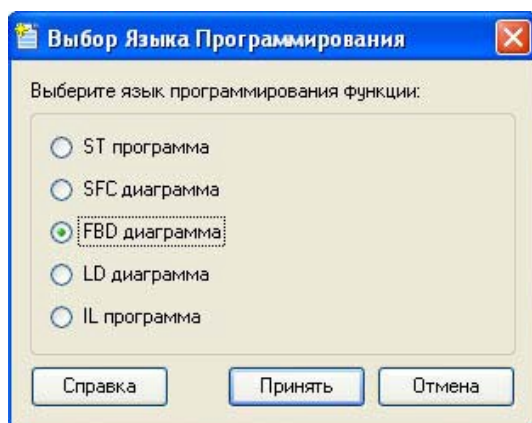 Выбор Языка Программирования
Выберите язык программирования функции:
ST программа
SFC диаграмма
FBD диаграмма
LD диаграмма
IL программа
Справка Принять Отмена